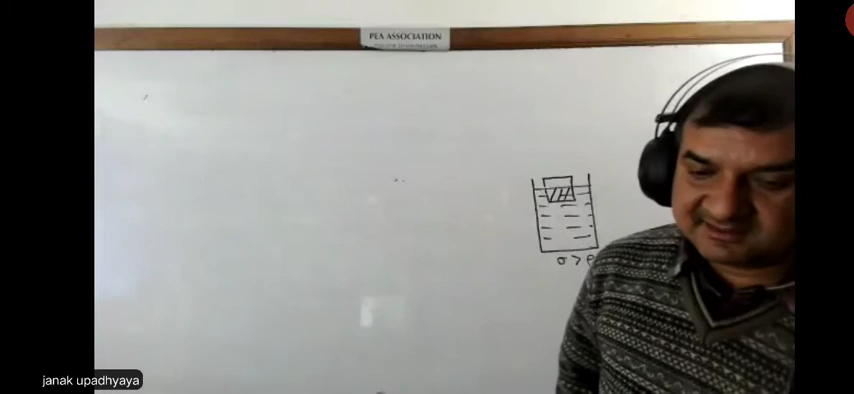 PEA ASSOCIATION
σ > ρ
janak upadhyaya